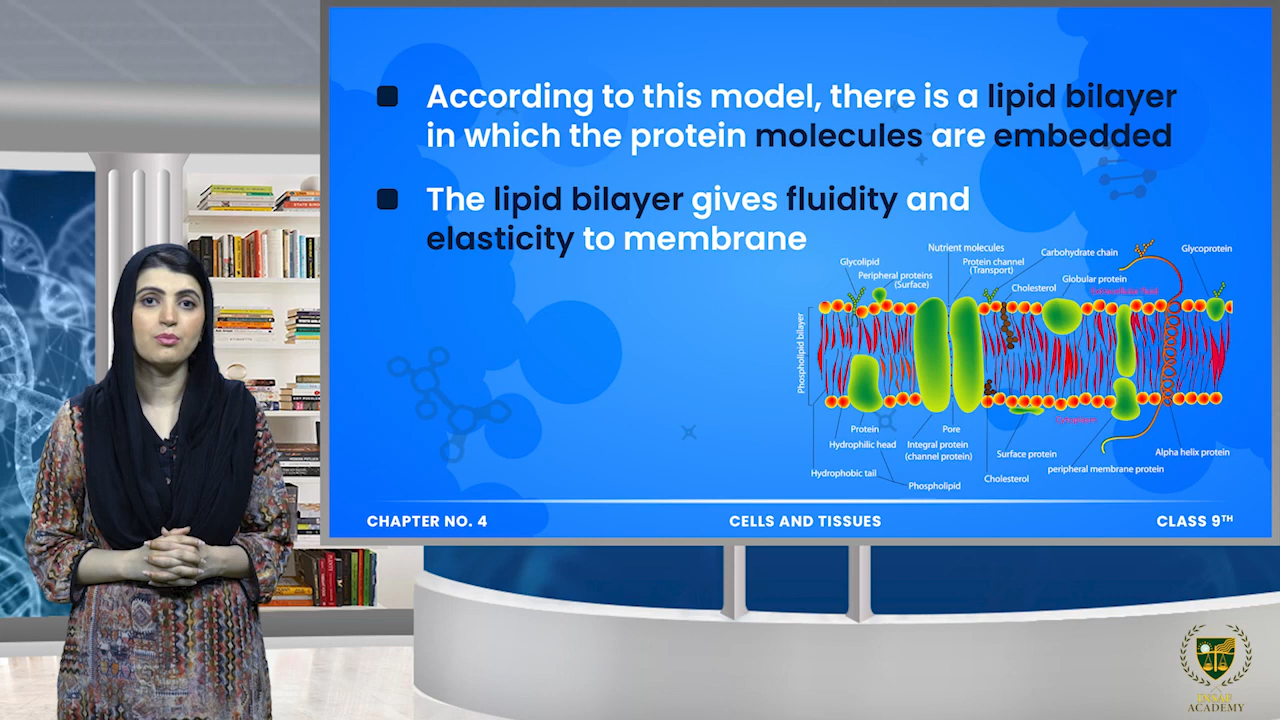 According to this model, there is a lipid bilayer
in which the protein molecules are embedded
The lipid bilayer gives fluidity and
elasticity to membrane
Nutrient molecules
Carbohydrate chain
Glycoprotein
Glycolipid
Protein channel
(Transport)
Peripheral proteins
(Surface)
Globular protein
Cholesterol
Extracellular fluid
Phospholipid bilayer
Cytoplasm
Protein
Pore
Hydrophilic head
Integral protein
(channel protein)
Surface protein
Alpha helix protein
peripheral membrane protein
Hydrophobic tail
Cholesterol
Phospholipid
CHAPTER NO. 4
CELLS AND TISSUES
CLASS 9TH
ACADEMY